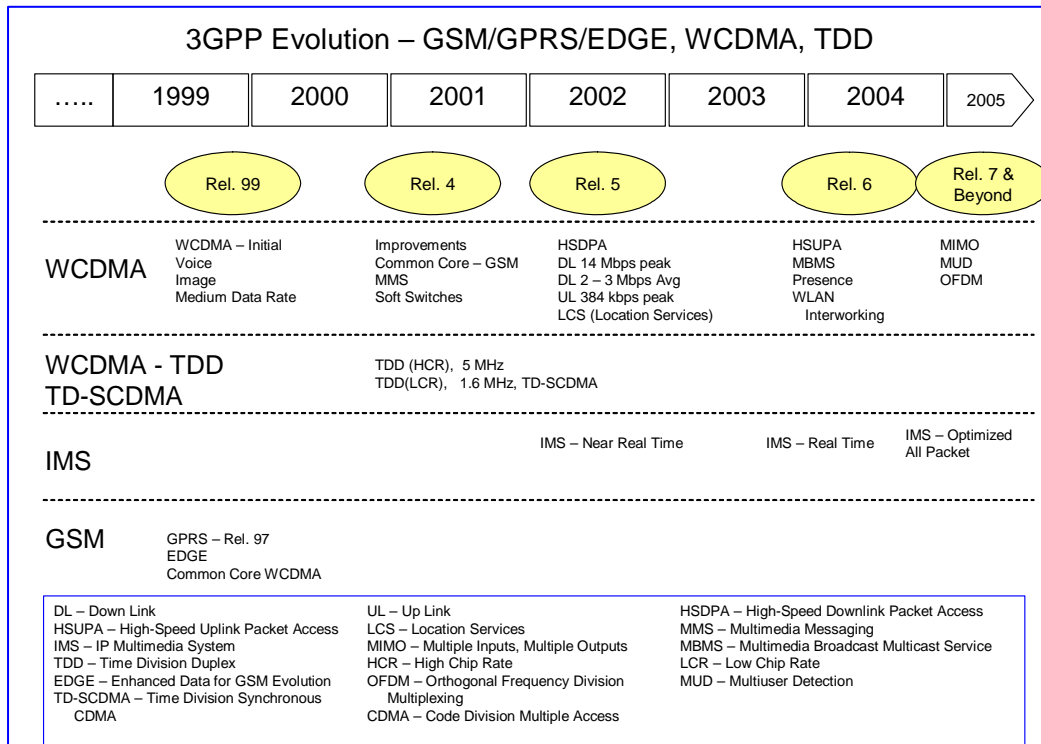 3GPP Evolution – GSM/GPRS/EDGE, WCDMA, TDD
….. 1999 2000 2001 2002 2003 2004 2005
Rel. 99
Rel. 4
Rel. 5
Rel. 6
Rel. 7 &
Beyond
WCDMA
WCDMA – Initial
Voice
Image
Medium Data Rate
Improvements
Common Core – GSM
MMS
Soft Switches
HSDPA
DL 14 Mbps peak
DL 2 – 3 Mbps Avg
UL 384 kbps peak
LCS (Location Services)
HSUPA
MBMS
Presence
WLAN
Interworking
MIMO
MUD
OFDM
WCDMA - TDD
TD-SCDMA
TDD (HCR), 5 MHz
TDD(LCR), 1.6 MHz, TD-SCDMA
IMS
IMS – Near Real Time
IMS – Real Time
IMS – Optimized
All Packet
GSM
GPRS – Rel. 97
EDGE
Common Core WCDMA
DL – Down Link
HSUPA – High-Speed Uplink Packet Access
IMS – IP Multimedia System
TDD – Time Division Duplex
EDGE – Enhanced Data for GSM Evolution
TD-SCDMA – Time Division Synchronous
CDMA
UL – Up Link
LCS – Location Services
MIMO – Multiple Inputs, Multiple Outputs
HCR – High Chip Rate
OFDM – Orthogonal Frequency Division
Multiplexing
CDMA – Code Division Multiple Access
HSDPA – High-Speed Downlink Packet Access
MMS – Multimedia Messaging
MBMS – Multimedia Broadcast Multicast Service
LCR – Low Chip Rate
MUD – Multiuser Detection